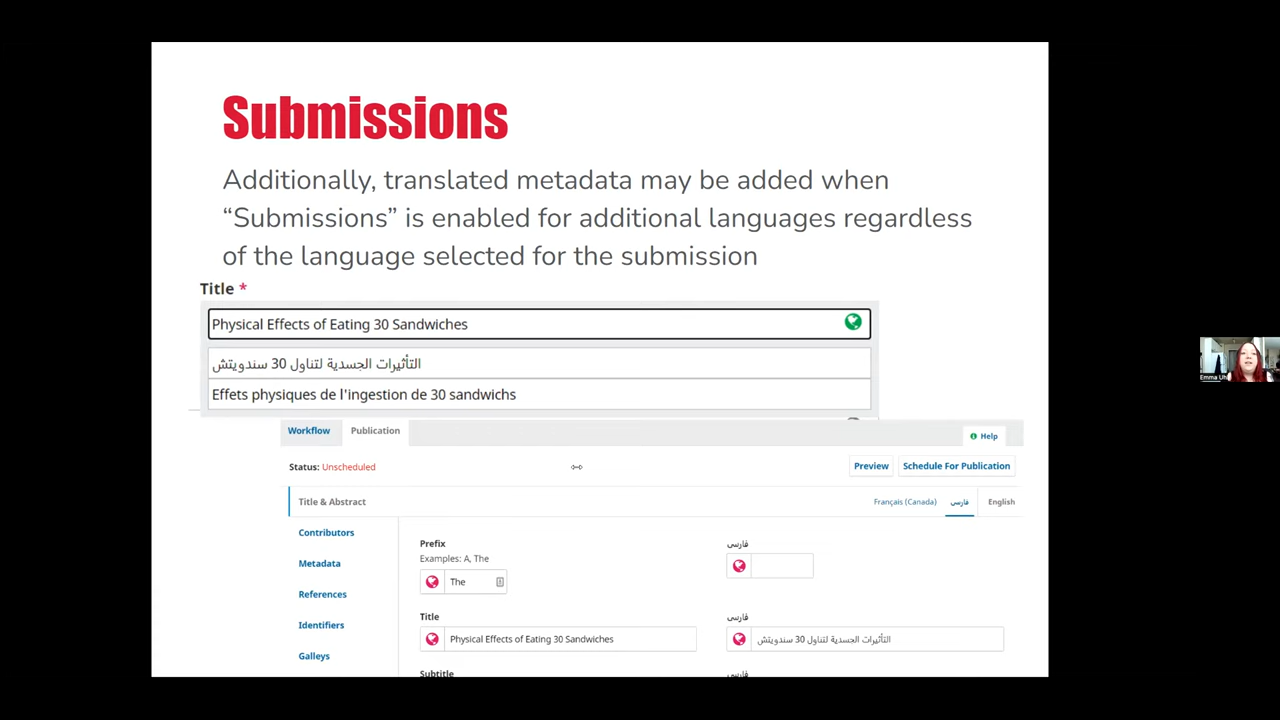 Submissions
Additionally, translated metadata may be added when
“Submissions” is enabled for additional languages regardless
of the language selected for the submission
Title *
Physical Effects of Eating 30 Sandwiches
التأثيرات الجسدية لتناول 30 سندويتش
Effets physiques de l'ingestion de 30 sandwichs
Workflow Publication
Help
Status: Unscheduled
Preview Schedule For Publication
Title & Abstract
Français (Canada) فارسی English
Contributors
Metadata
References
Identifiers
Galleys
Prefix
Examples: A, The
The
فارسی
Title
Physical Effects of Eating 30 Sandwiches
فارسی
التأثيرات الجسدية لتناول 30 سندويتش
Subtitle
فارسی
Emma